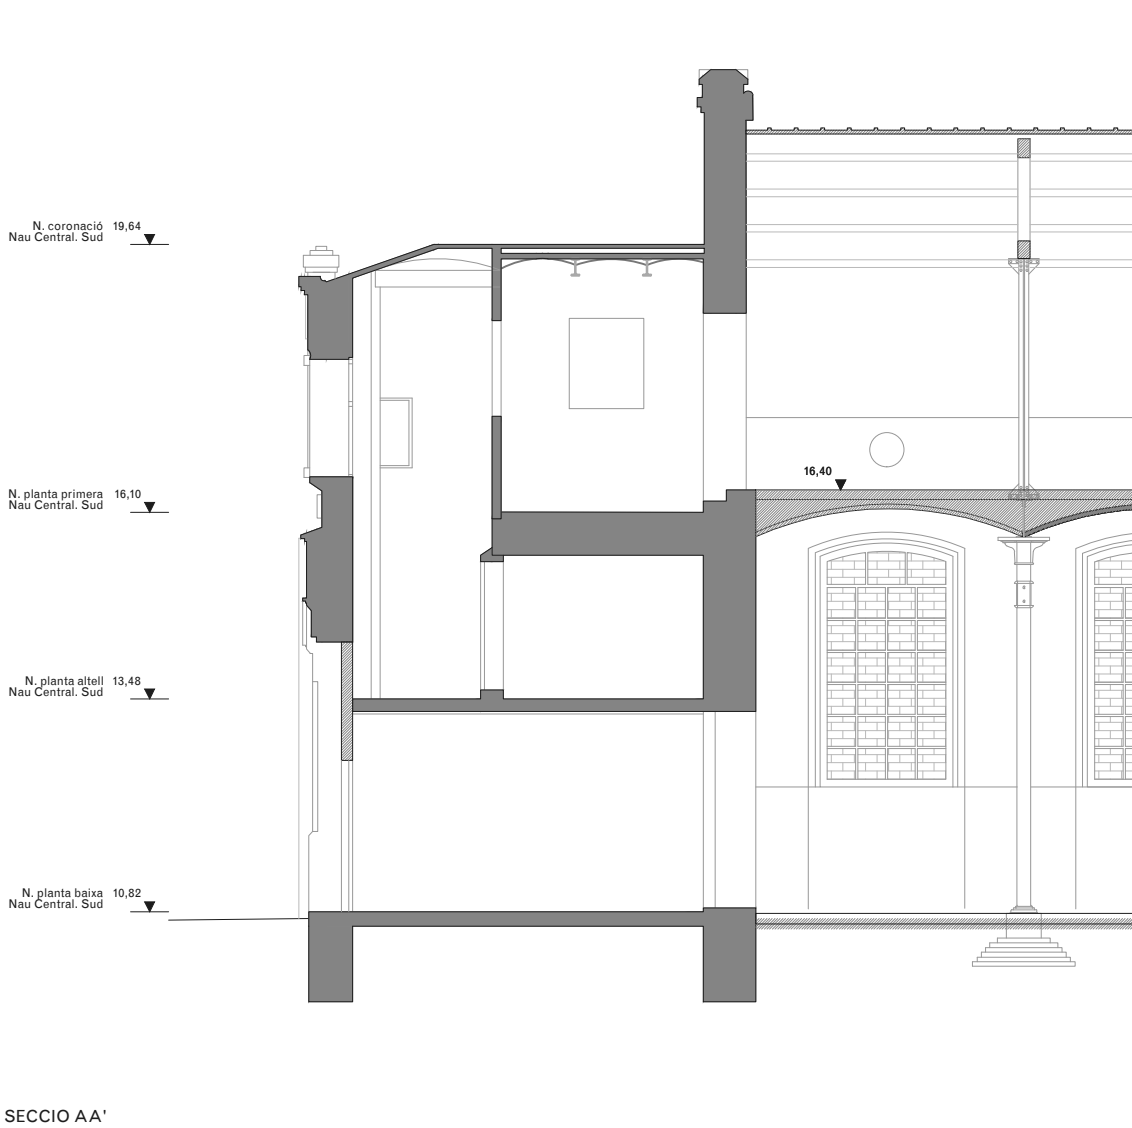 N. coronació 19,64
Nau Central. Sud
16,40
N. planta primera 16,10
Nau Central. Sud
N. planta altell 13,48
Nau Central. Sud
N. planta baixa 10,82
Nau Central. Sud
SECCIO AA'